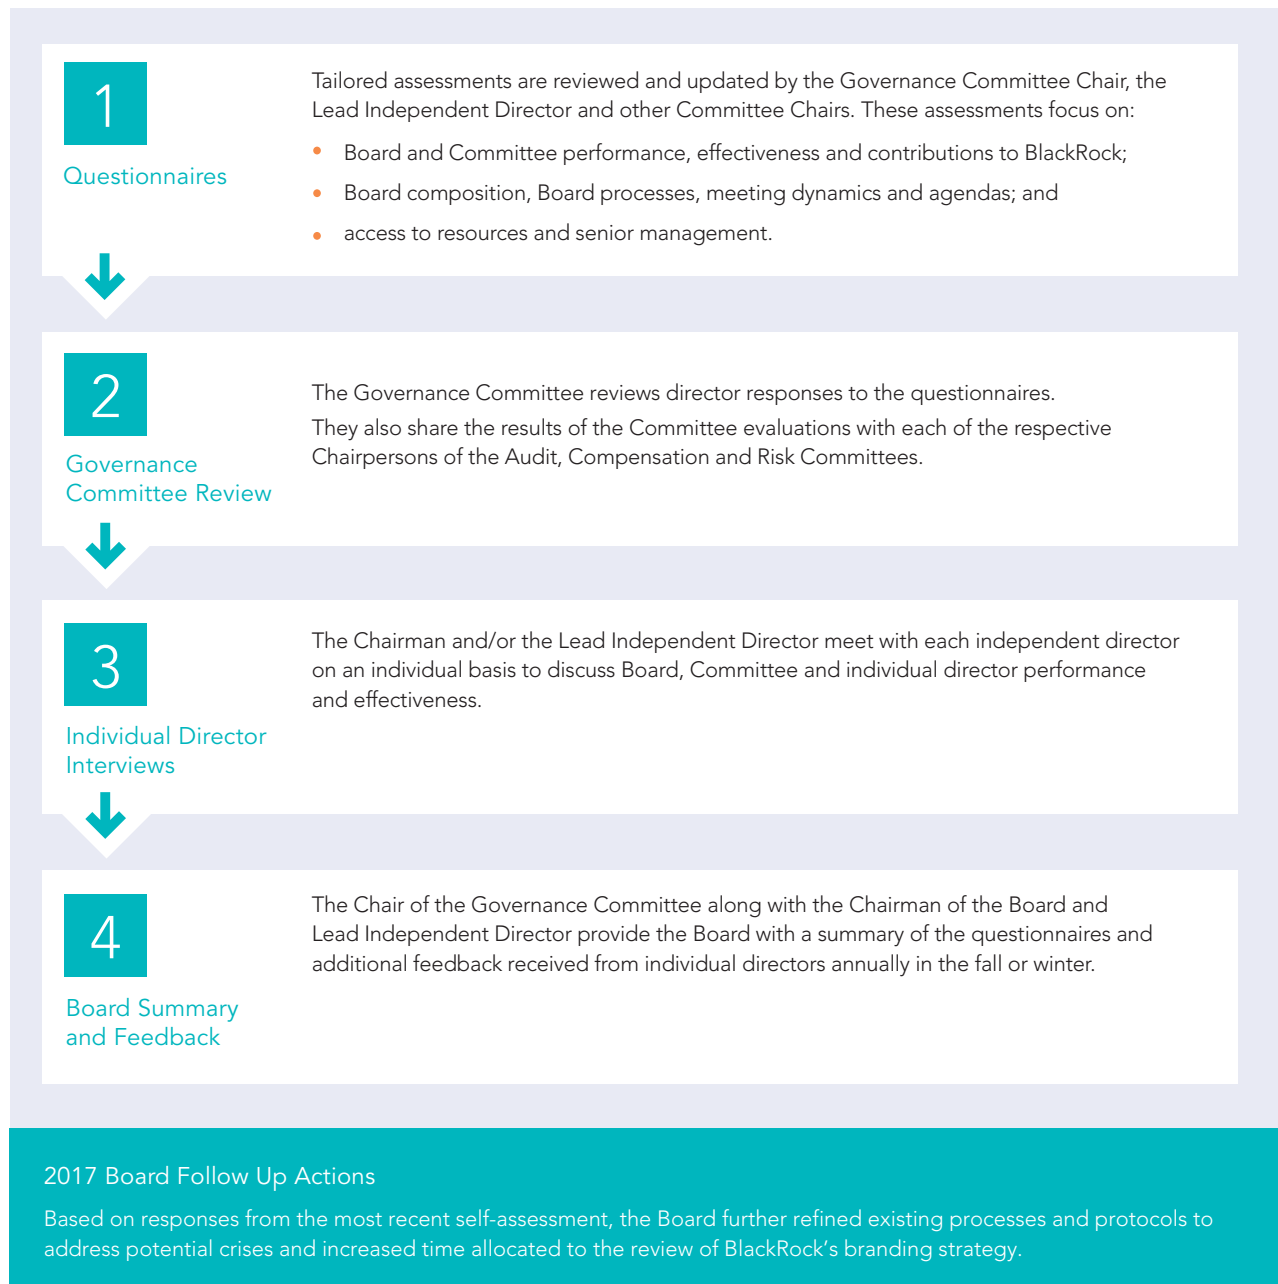 1
Questionnaires
Tailored assessments are reviewed and updated by the Governance Committee Chair, the
Lead Independent Director and other Committee Chairs. These assessments focus on:
• Board and Committee performance, effectiveness and contributions to BlackRock;
• Board composition, Board processes, meeting dynamics and agendas; and
• access to resources and senior management.
2
Governance
Committee Review
The Governance Committee reviews director responses to the questionnaires.
They also share the results of the Committee evaluations with each of the respective
Chairpersons of the Audit, Compensation and Risk Committees.
3
Individual Director
Interviews
The Chairman and/or the Lead Independent Director meet with each independent director
on an individual basis to discuss Board, Committee and individual director performance
and effectiveness.
4
Board Summary
and Feedback
The Chair of the Governance Committee along with the Chairman of the Board and
Lead Independent Director provide the Board with a summary of the questionnaires and
additional feedback received from individual directors annually in the fall or winter.
2017 Board Follow Up Actions
Based on responses from the most recent self-assessment, the Board further refined existing processes and protocols to
address potential crises and increased time allocated to the review of BlackRock’s branding strategy.